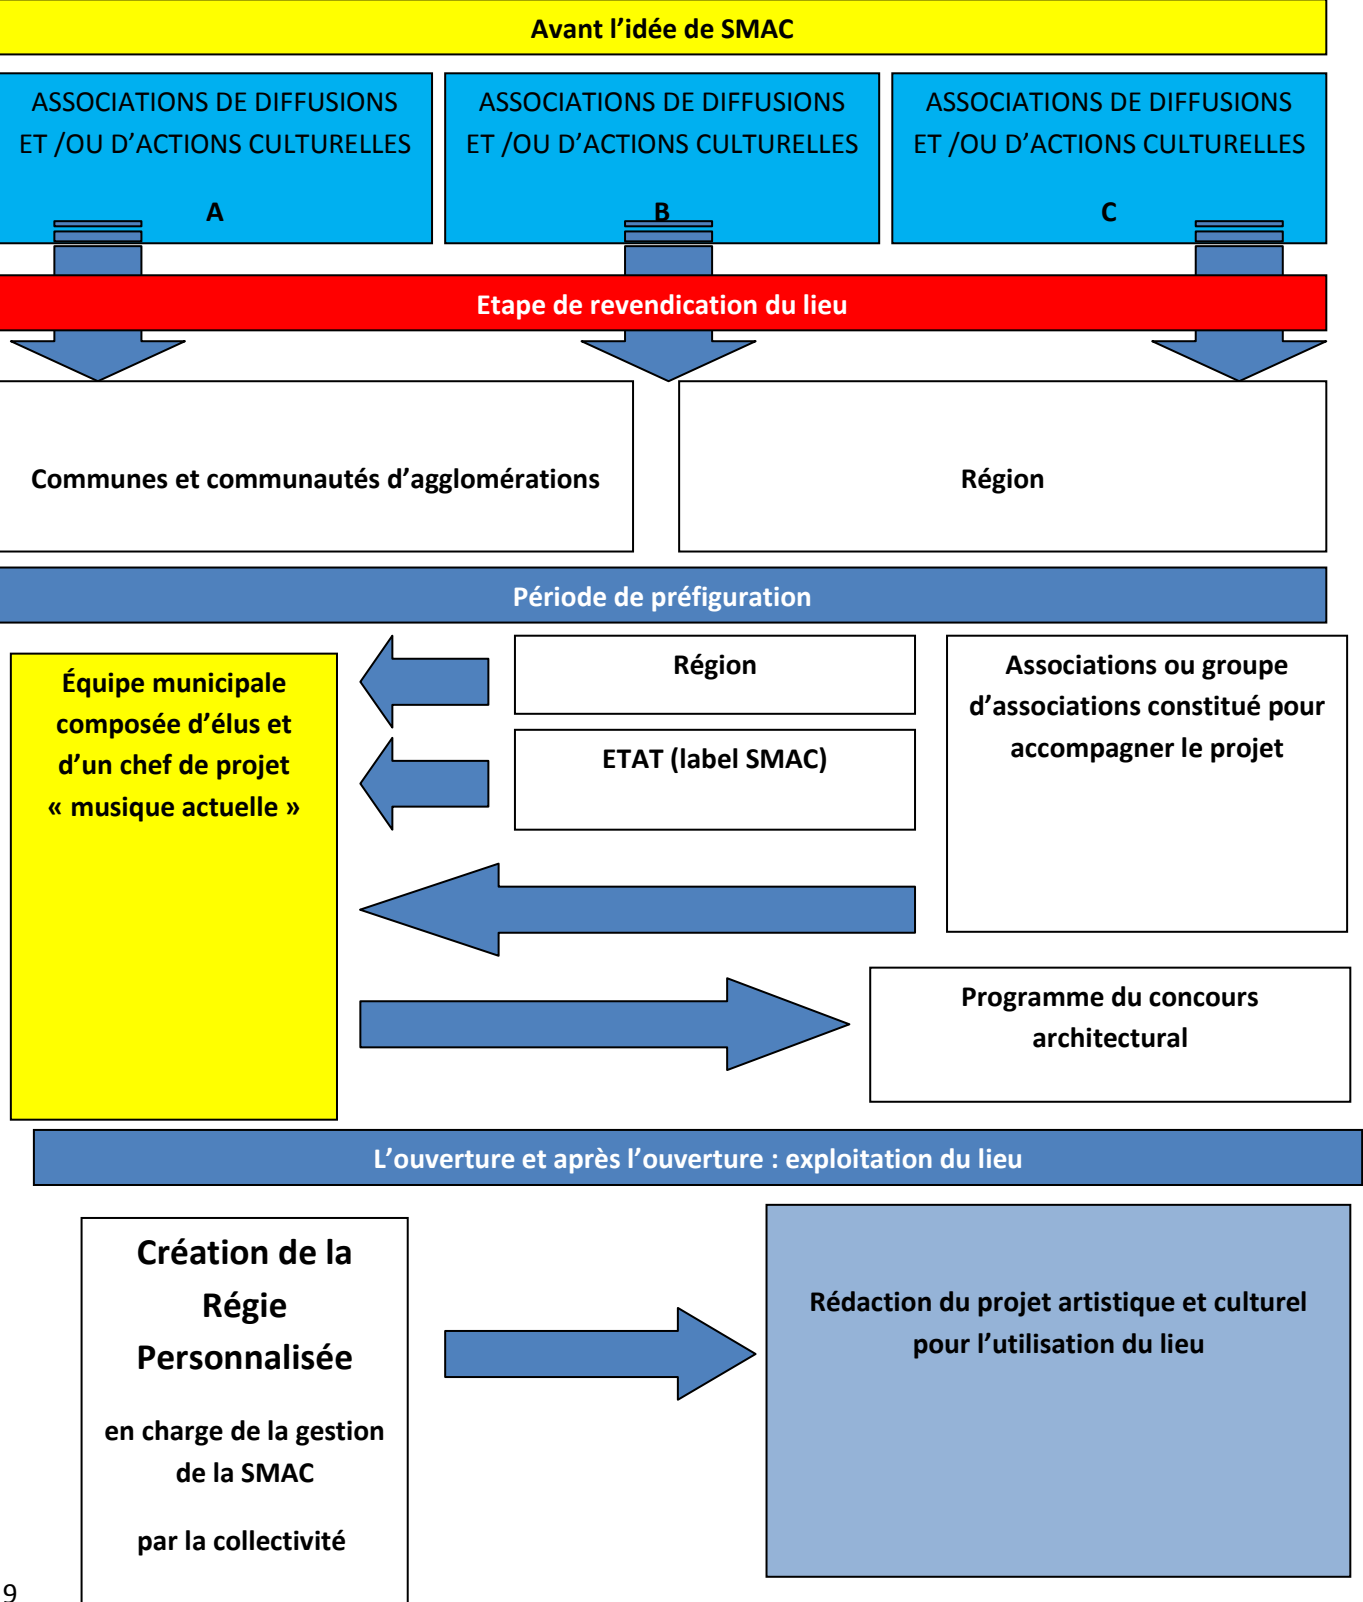 Avant l’idée de SMAC
ASSOCIATIONS DE DIFFUSIONS
ET /OU D’ACTIONS CULTURELLES
A
ASSOCIATIONS DE DIFFUSIONS
ET /OU D’ACTIONS CULTURELLES
B
ASSOCIATIONS DE DIFFUSIONS
ET /OU D’ACTIONS CULTURELLES
C
Etape de revendication du lieu
Communes et communautés d’agglomérations
Région
Période de préfiguration
Équipe municipale
composée d’élus et
d’un chef de projet
« musique actuelle »
Région
ETAT (label SMAC)
Associations ou groupe
d’associations constitué pour
accompagner le projet
Programme du concours
architectural
L’ouverture et après l’ouverture : exploitation du lieu
Création de la
Régie
Personnalisée
en charge de la gestion
de la SMAC
par la collectivité
Rédaction du projet artistique et culturel
pour l’utilisation du lieu
9